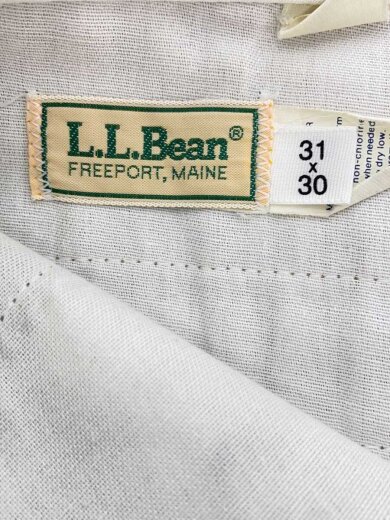 L.L.Bean®
FREEPORT, MAINE
31
x
30
non-chlorine
when needed
dry low